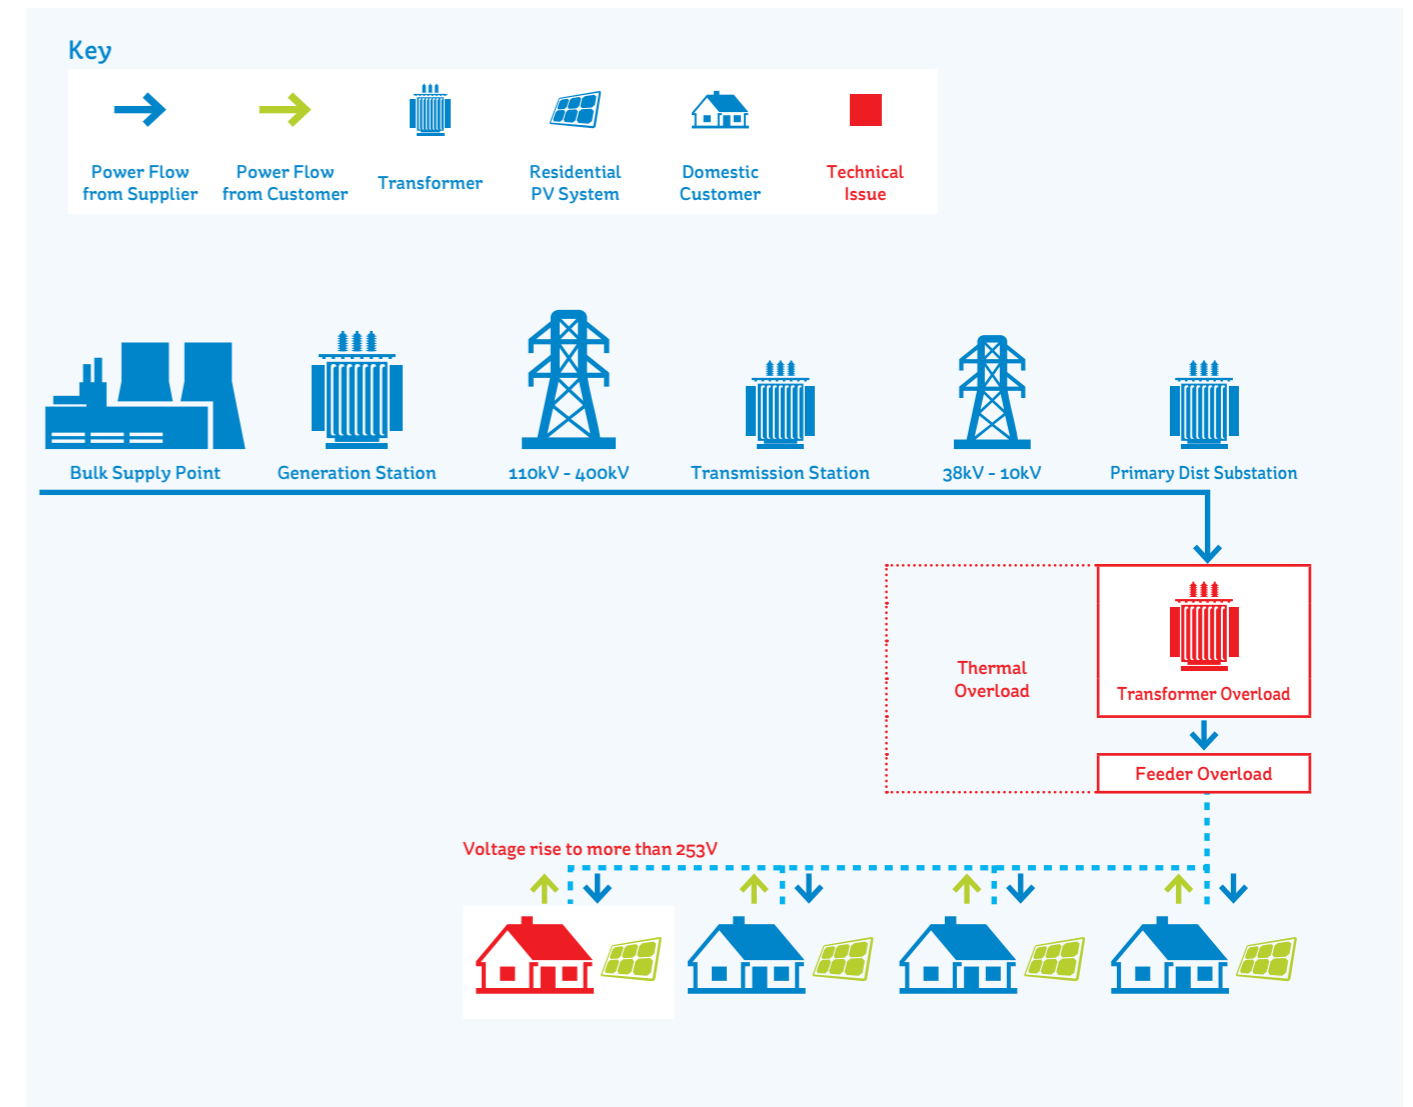 Key
Power Flow
from Supplier
Power Flow
from Customer
Transformer
Residential
PV System
Domestic
Customer
Technical
Issue
Bulk Supply Point
Generation Station
110kV - 400kV
Transmission Station
38kV - 10kV
Primary Dist Substation
Thermal
Overload
Transformer Overload
Feeder Overload
Voltage rise to more than 253V